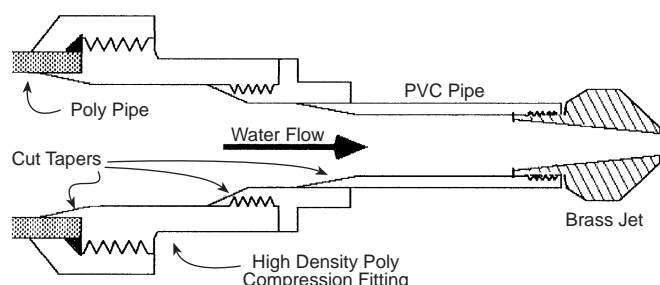 PVC Pipe
Poly Pipe
Water Flow
Cut Tapers
Brass Jet
High Density Poly
Compression Fitting